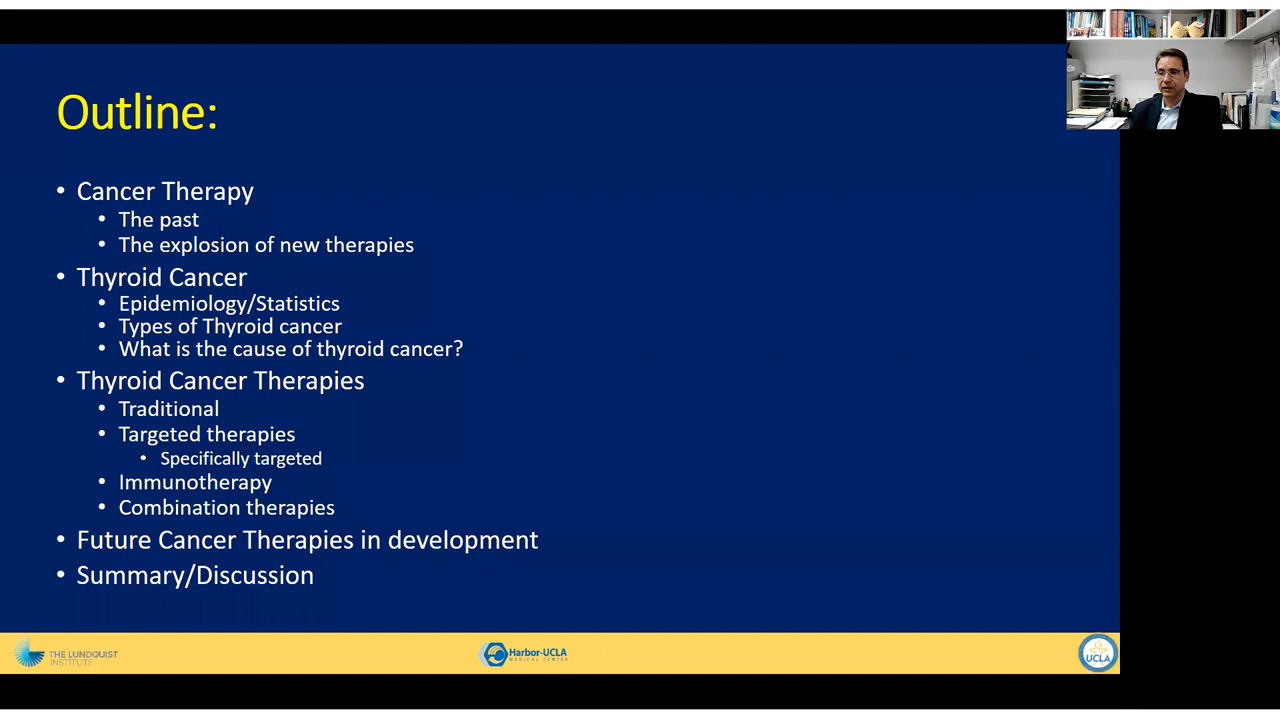 Outline:
• Cancer Therapy
• The past
• The explosion of new therapies
• Thyroid Cancer
• Epidemiology/Statistics
• Types of Thyroid cancer
• What is the cause of thyroid cancer?
• Thyroid Cancer Therapies
• Traditional
• Targeted therapies
• Specifically targeted
• Immunotherapy
• Combination therapies
• Future Cancer Therapies in development
• Summary/Discussion
THE LUNDQUIST
INSTITUTE
Harbor-UCLA
MEDICAL CENTER
UCLA